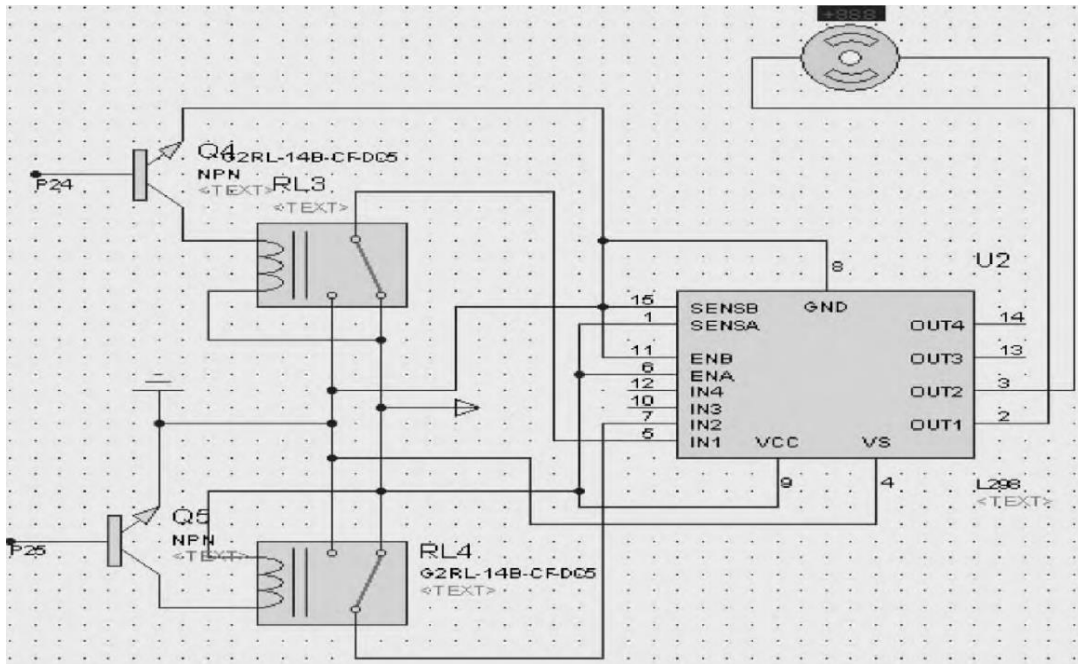 +888
Q4
G2RL-14B-CF-DC5
NPN
<TEXT>
RL3
<TEXT>
P24
U2
8
15
SENSB
GND
1
SENSA
OUT4
14
11
ENB
OUT3
13
6
ENA
12
IN4
OUT2
3
10
IN3
7
IN2
OUT1
2
5
IN1
VCC
VS
9
4
L298
<TEXT>
Q5
NPN
<TEXT>
P25
RL4
G2RL-14B-CF-DC5
<TEXT>